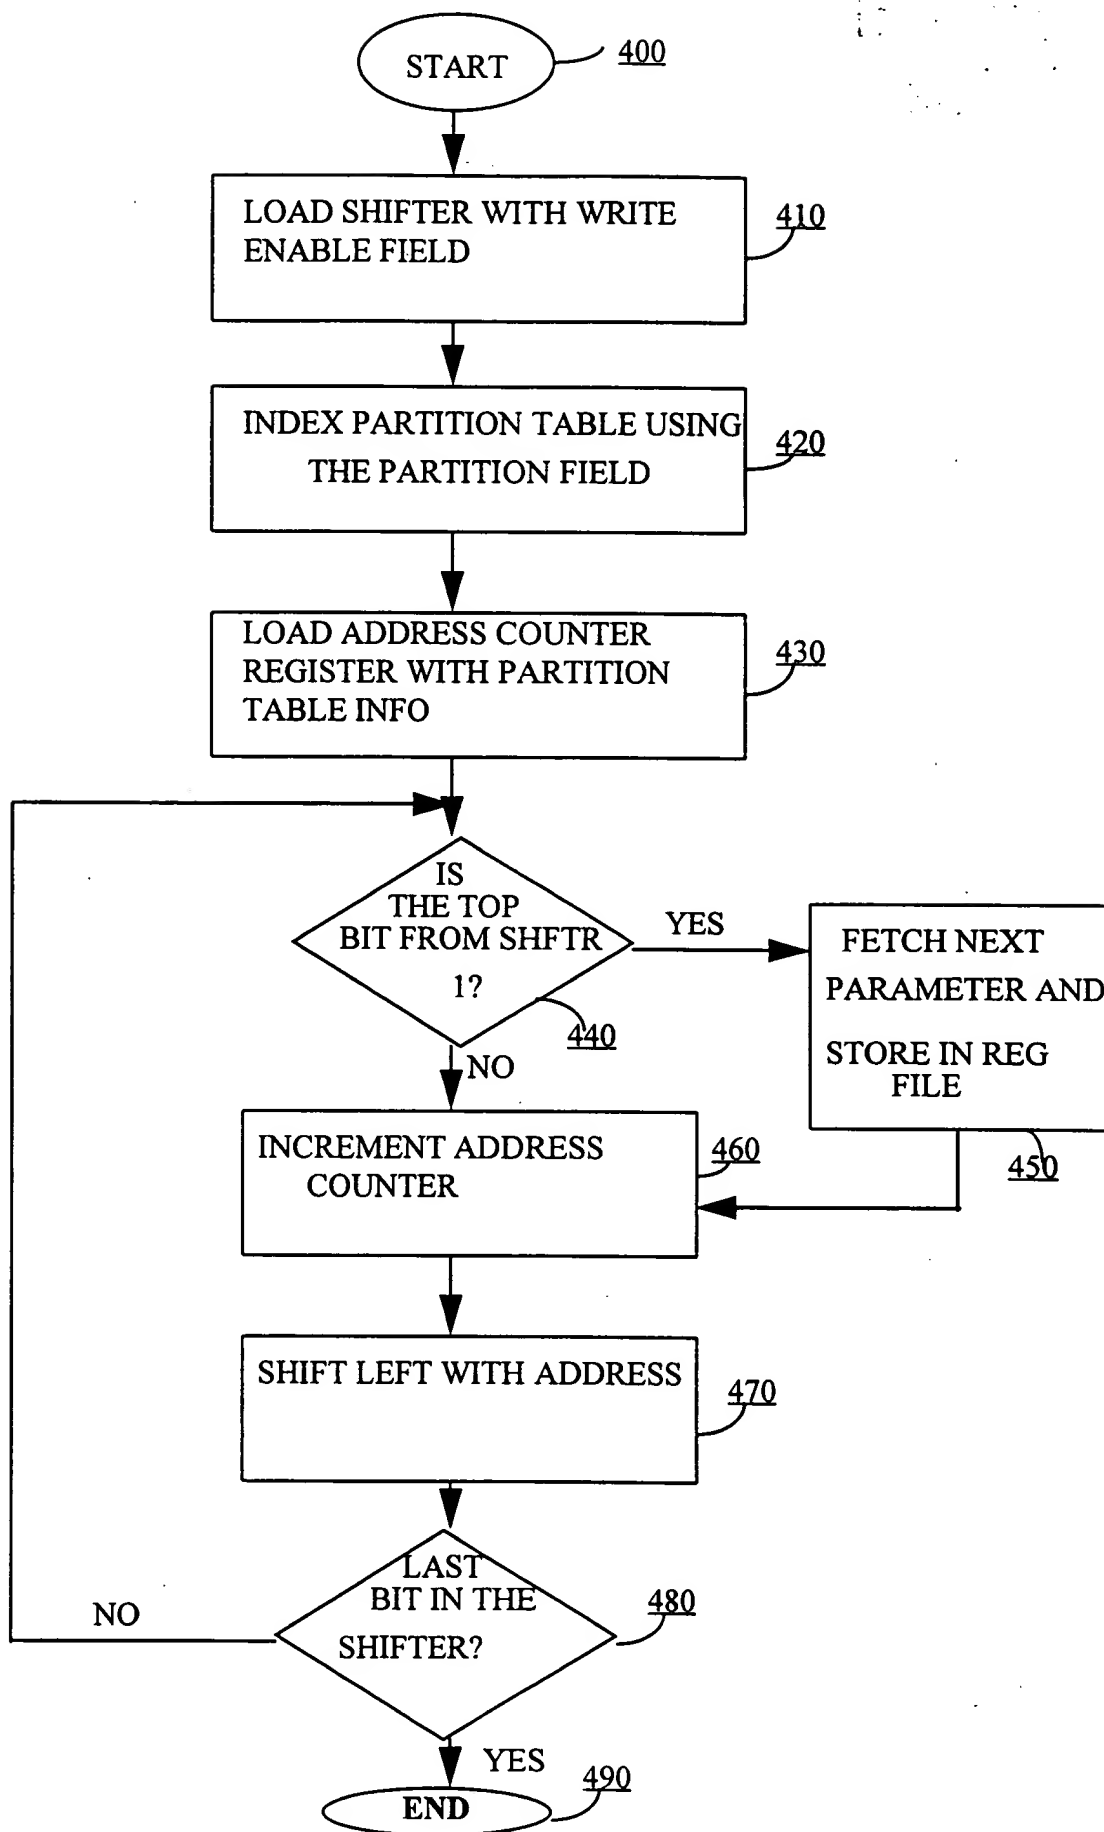 START
400
LOAD SHIFTER WITH WRITE
ENABLE FIELD
410
INDEX PARTITION TABLE USING
THE PARTITION FIELD
420
LOAD ADDRESS COUNTER
REGISTER WITH PARTITION
TABLE INFO
430
IS
THE TOP
BIT FROM SHFTR
1?
440
YES
FETCH NEXT
PARAMETER AND
STORE IN REG
FILE
450
NO
INCREMENT ADDRESS
COUNTER
460
SHIFT LEFT WITH ADDRESS
470
LAST
BIT IN THE
SHIFTER?
480
NO
YES
END
490